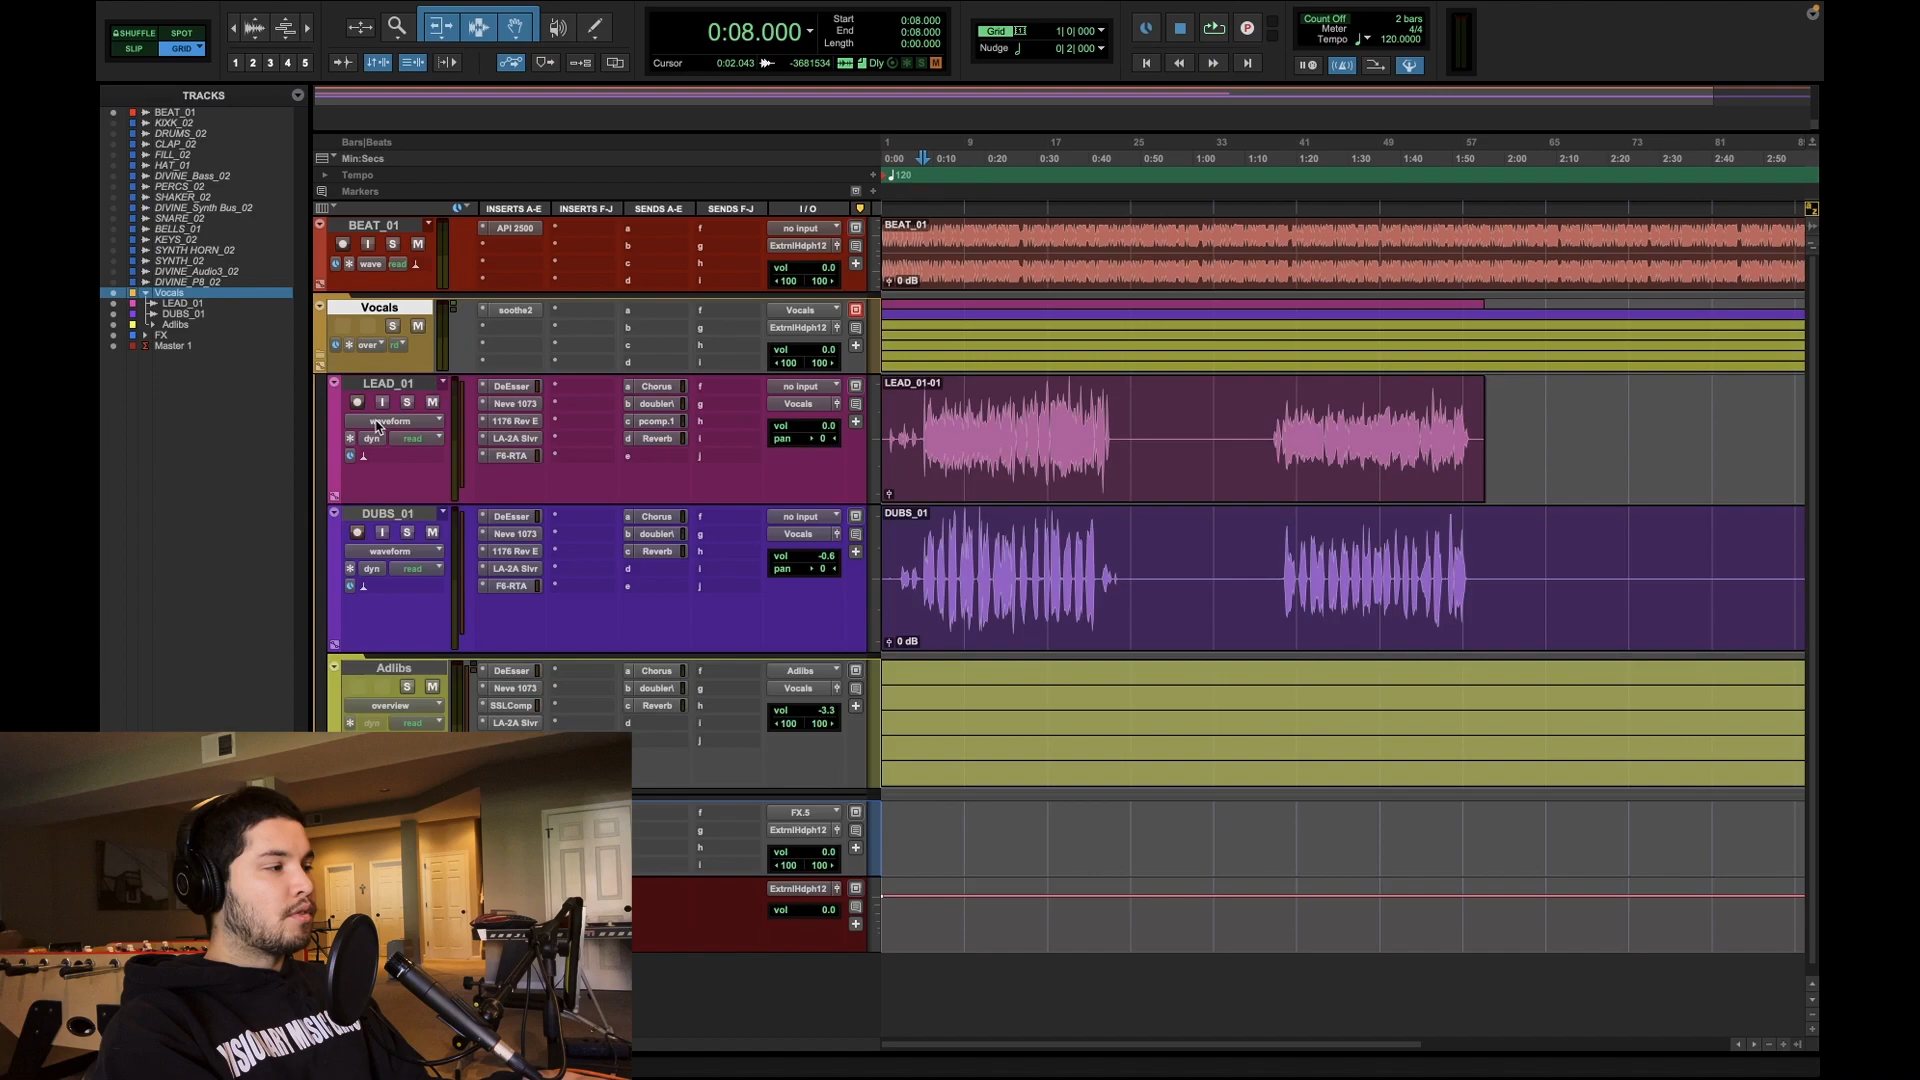 SHUFFLE SPOT
SLIP GRID
1 2 3 4 5
0:08.000
Start 0:08.000
End 0:08.000
Length 0:00.000
Cursor 0:02.043 -3681534 Dly S M
Grid 1| 0| 000
Nudge 0| 2| 000
Count Off 2 bars
Meter 4/4
Tempo 120.0000
TRACKS
BEAT_01
KIXK_02
DRUMS_02
CLAP_02
FILL_02
HAT_01
DIVINE_Bass_02
PERCS_02
SHAKER_02
DIVINE_Synth Bus_02
SNARE_02
BELLS_01
KEYS_02
SYNTH HORN_02
SYNTH_02
DIVINE_Audio3_02
DIVINE_P8_02
Vocals
LEAD_01
DUBS_01
Adlibs
FX
Master 1
Bars|Beats 1 9 17 25 33 41 49 57 65 73 81
Min:Secs 0:00 0:10 0:20 0:30 0:40 0:50 1:00 1:10 1:20 1:30 1:40 1:50 2:00 2:10 2:20 2:30 2:40 2:50
Tempo 120
Markers
INSERTS A-E INSERTS F-J SENDS A-E SENDS F-J I / O
BEAT_01 API 2500 a f no input BEAT_01
I S M b g ExtrnlHdph12
wave read c h vol 0.0
d i 0 dB
Vocals soothe2 a f Vocals
S M b g ExtrnlHdph12
over rd c h vol 0.0
d i 100 100
LEAD_01 DeEsser a Chorus f no input LEAD_01-01
I S M Neve 1073 b doubler\ g Vocals
waveform 1176 Rev E c pcomp.1 h vol 0.0
dyn read LA-2A Slvr d Reverb i pan 0
F6-RTA e j
DUBS_01 DeEsser a Chorus f no input DUBS_01
I S M Neve 1073 b doubler\ g Vocals
waveform 1176 Rev E c Reverb h vol -0.6
dyn read LA-2A Slvr d i pan 0
F6-RTA e j
0 dB
Adlibs DeEsser a Chorus f Adlibs
S M Neve 1073 b doubler\ g Vocals
overview SSLComp c Reverb h vol -3.3
dyn read LA-2A Slvr d i 100 100
j
f FX.5
g ExtrnlHdph12
h vol 0.0
i 100 100
ExtrnlHdph12
vol 0.0
VISIONARY MUSIC